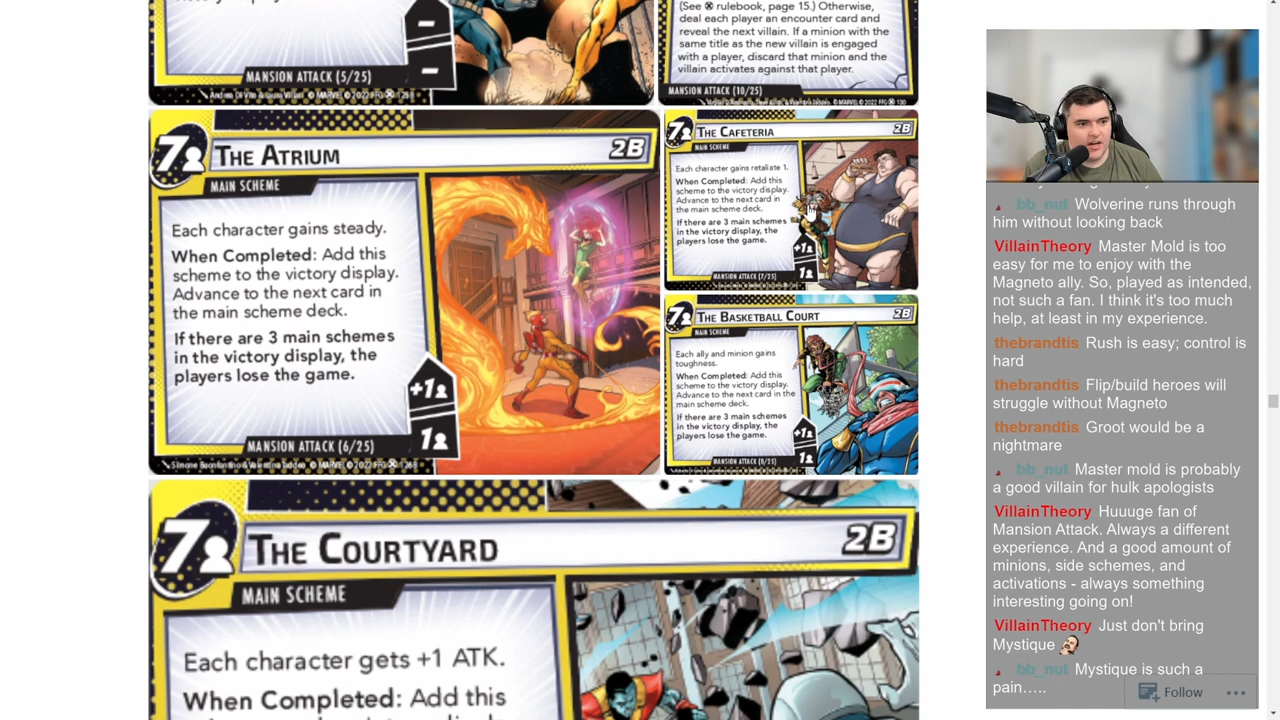 MANSION ATTACK (5/25)
(See rulebook, page 15.) Otherwise,
deal each player an encounter card and
reveal the next villain. If a minion with the
same title as the new villain is engaged
with a player, discard that minion and the
villain activates against that player.
MANSION ATTACK (10/25)
7
THE ATRIUM
2B
MAIN SCHEME
Each character gains steady.
When Completed: Add this
scheme to the victory display.
Advance to the next card in
the main scheme deck.
If there are 3 main schemes
in the victory display, the
players lose the game.
+1
1
MANSION ATTACK (6/25)
7
THE CAFETERIA
2B
MAIN SCHEME
Each character gains retaliate 1.
When Completed: Add this
scheme to the victory display.
Advance to the next card in
the main scheme deck.
If there are 3 main schemes
in the victory display, the
players lose the game.
+1
1
MANSION ATTACK (7/25)
7
THE BASKETBALL COURT
2B
MAIN SCHEME
Each ally and minion gains
toughness.
When Completed: Add this
scheme to the victory display.
Advance to the next card in the
main scheme deck.
If there are 3 main schemes
in the victory display, the
players lose the game.
+1
1
MANSION ATTACK (8/25)
7
THE COURTYARD
2B
MAIN SCHEME
Each character gets +1 ATK.
When Completed: Add this
bb_nut Wolverine runs through
him without looking back
VillainTheory Master Mold is too
easy for me to enjoy with the
Magneto ally. So, played as intended,
not such a fan. I think it's too much
help, at least in my experience.
thebrandtis Rush is easy; control is
hard
thebrandtis Flip/build heroes will
struggle without Magneto
thebrandtis Groot would be a
nightmare
bb_nut Master mold is probably
a good villain for hulk apologists
VillainTheory Huuuge fan of
Mansion Attack. Always a different
experience. And a good amount of
minions, side schemes, and
activations - always something
interesting going on!
VillainTheory Just don't bring
Mystique
bb_nut Mystique is such a
pain…..
Follow